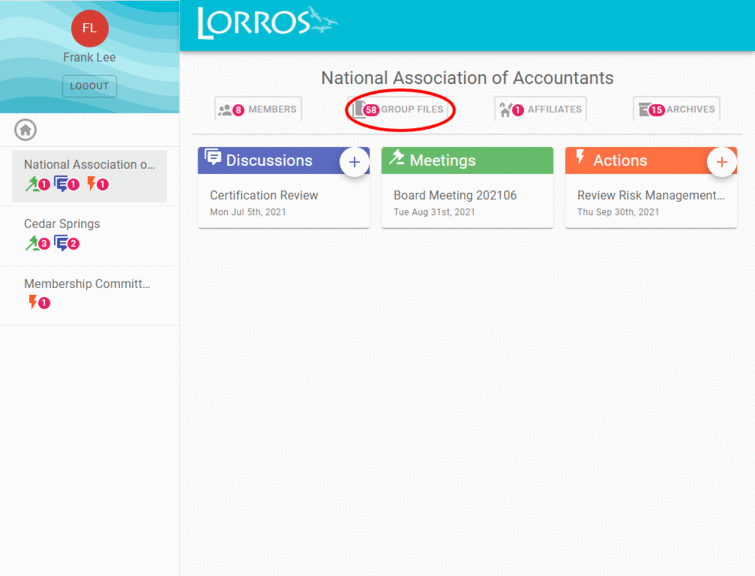 FL
Frank Lee
LOGOUT
National Association o...
1 1 1
Cedar Springs
3 2
Membership Committ...
1
LORROS
National Association of Accountants
8 MEMBERS
58 GROUP FILES
1 AFFILIATES
15 ARCHIVES
Discussions +
Certification Review
Mon Jul 5th, 2021
Meetings
Board Meeting 202106
Tue Aug 31st, 2021
Actions +
Review Risk Management...
Thu Sep 30th, 2021